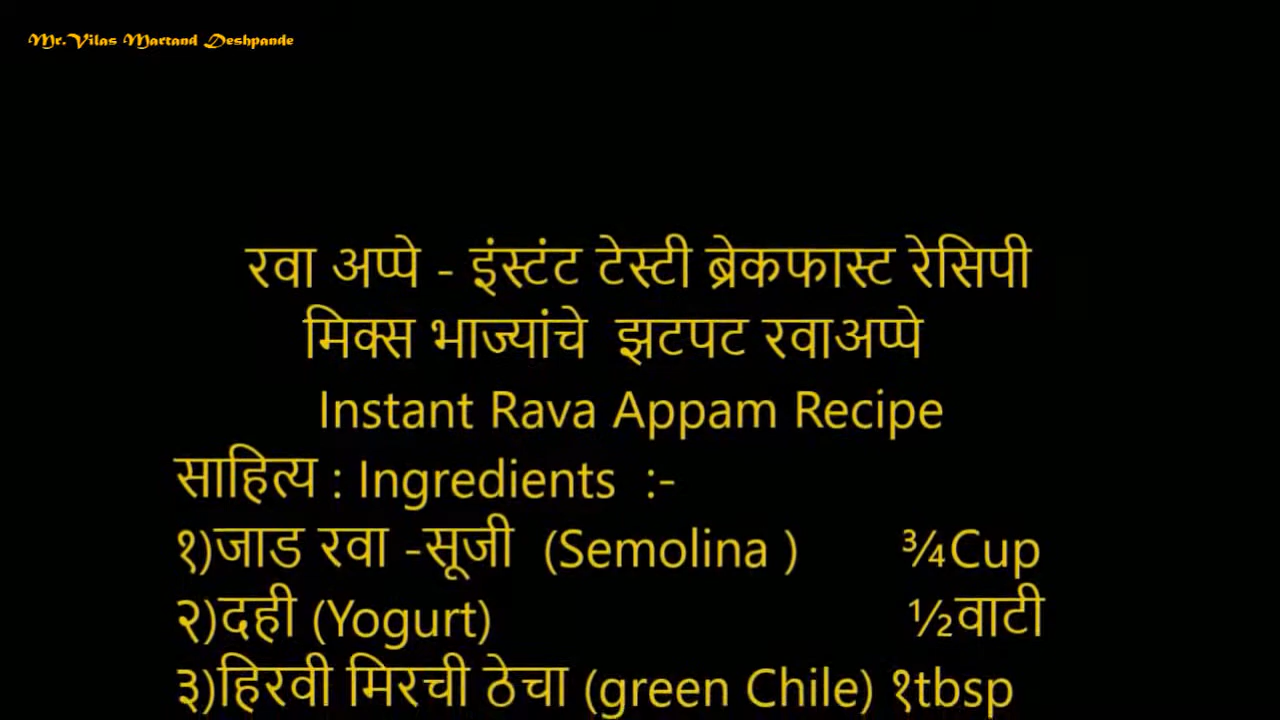 Mr.Vilas Martand Deshpande
रवा अप्पे - इंस्टंट टेस्टी ब्रेकफास्ट रेसिपी
मिक्स भाज्यांचे झटपट रवाअप्पे
Instant Rava Appam Recipe
साहित्य : Ingredients :-
१)जाड रवा -सूजी (Semolina ) ¾Cup
२)दही (Yogurt) ½वाटी
३)हिरवी मिरची ठेचा (green Chile) १tbsp